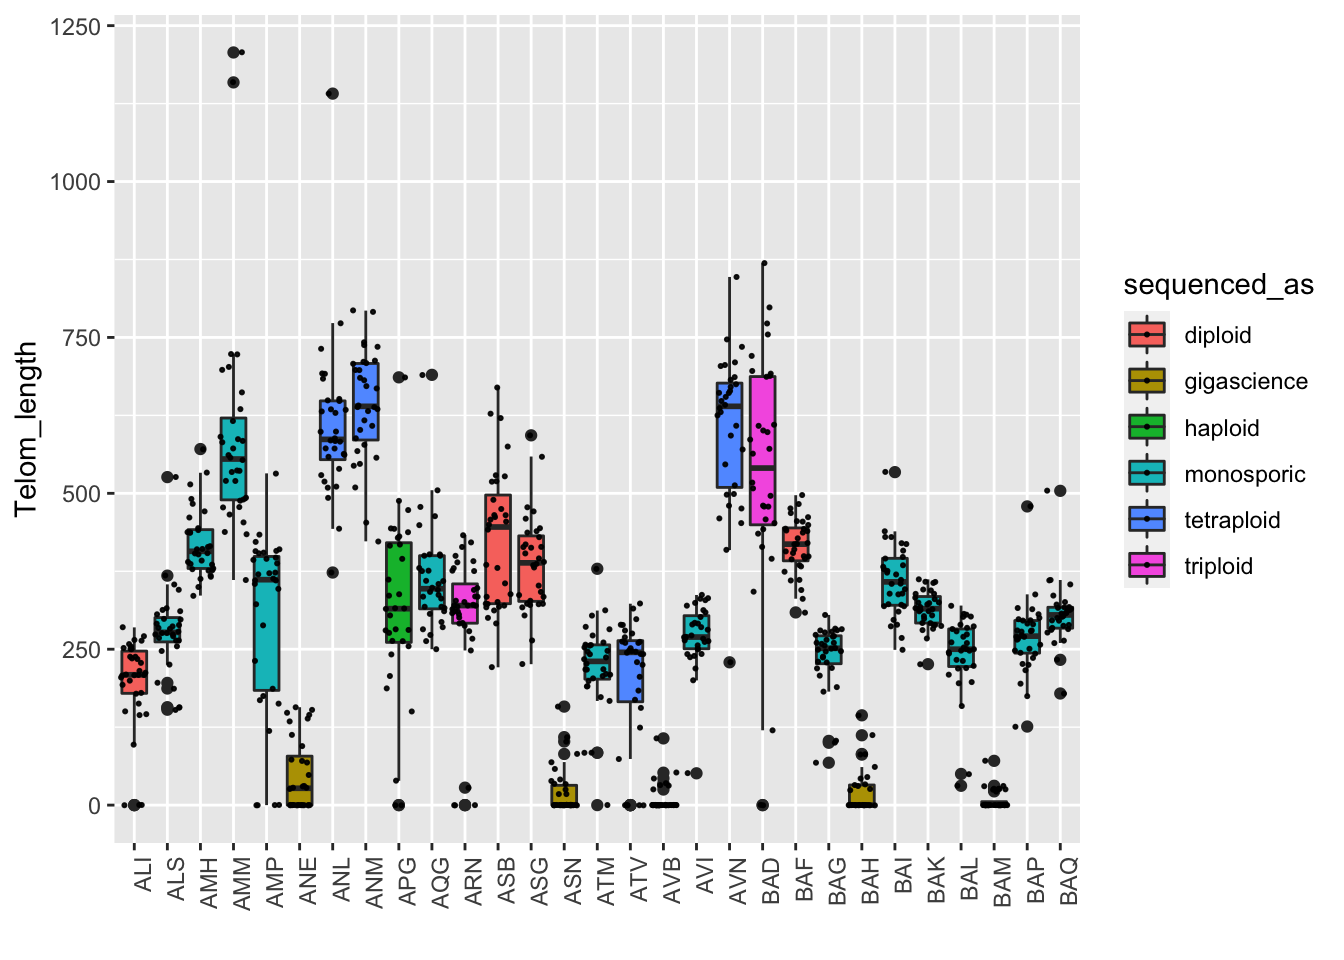 1250
1000
750
500
250
0
Telom_length
ALI ALS AMH AMM AMP ANE ANL ANM APG AQG ARN ASB ASG ASN ATM ATV AVB AVI AVN BAD BAF BAG BAH BAI BAK BAL BAM BAP BAQ
sequenced_as
diploid
gigascience
haploid
monosporic
tetraploid
triploid